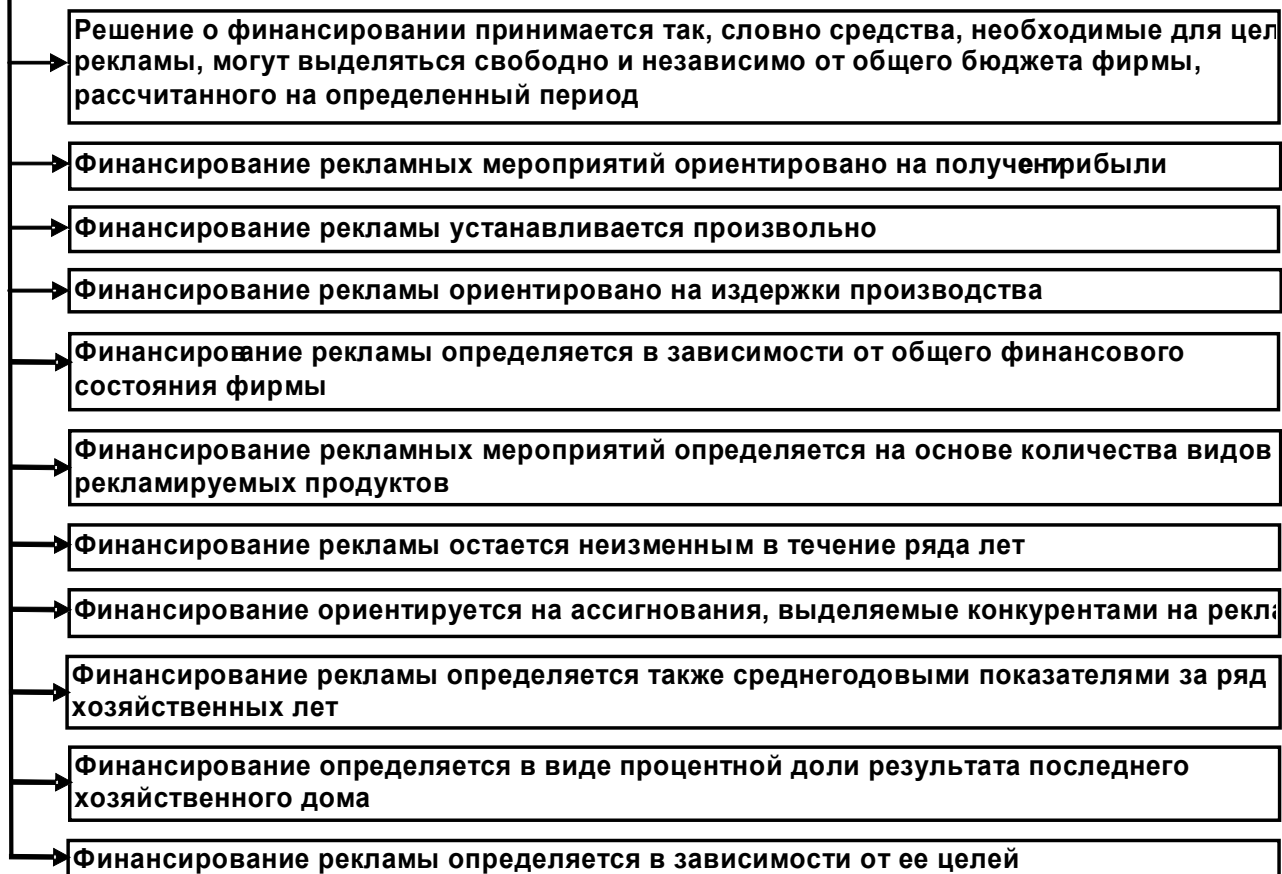 Решение о финансировании принимается так, словно средства, необходимые для цел
рекламы, могут выделяться свободно и независимо от общего бюджета фирмы,
рассчитанного на определенный период
Финансирование рекламных мероприятий ориентировано на получени прибыли
Финансирование рекламы устанавливается произвольно
Финансирование рекламы ориентировано на издержки производства
Финансирование рекламы определяется в зависимости от общего финансового
состояния фирмы
Финансирование рекламных мероприятий определяется на основе количества видов
рекламируемых продуктов
Финансирование рекламы остается неизменным в течение ряда лет
Финансирование ориентируется на ассигнования, выделяемые конкурентами на рекла
Финансирование рекламы определяется также среднегодовыми показателями за ряд
хозяйственных лет
Финансирование определяется в виде процентной доли результата последнего
хозяйственного дома
Финансирование рекламы определяется в зависимости от ее целей